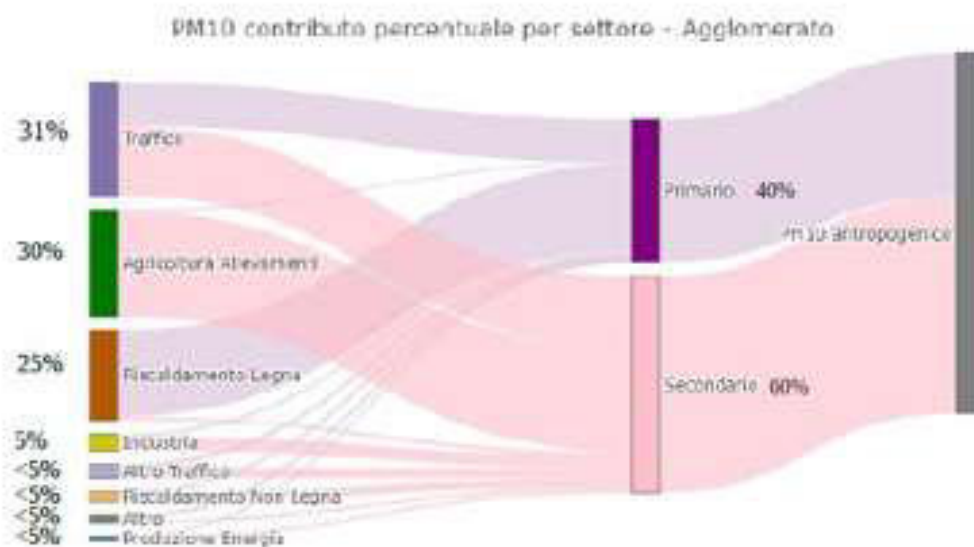 PM10 contributo percentuale per settore - Agglomerato
31% Traffico
30% Agricoltura Allevamenti
25% Riscaldamento Legna
5% Industria
<5% Altro Traffico
<5% Riscaldamento Non Legna
<5% Altro
<5% Produzione Energia
Primario 40%
Secondario 60%
PM10 antropogenico